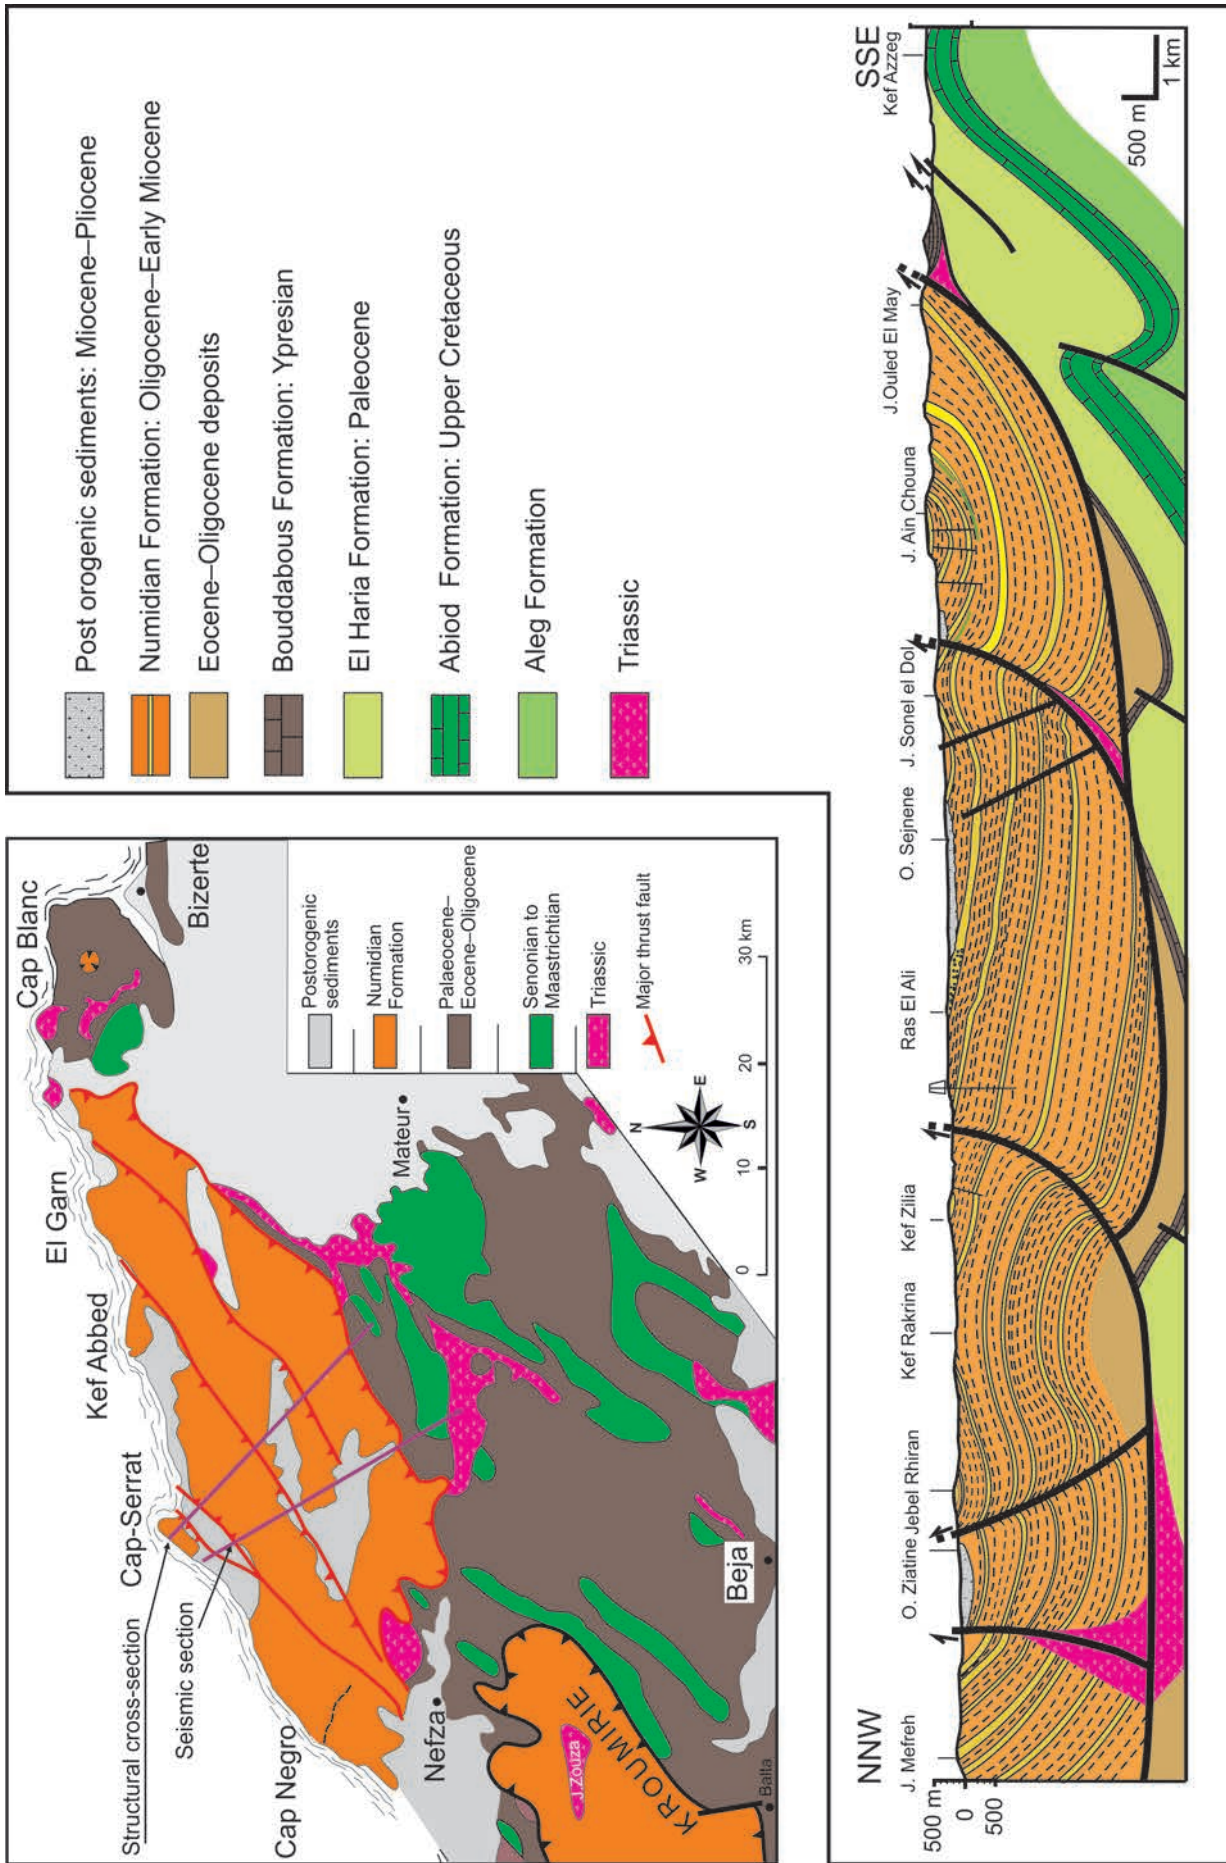 Structural cross-section
Seismic section
Cap-Serrat
Kef Abbed
El Garn
Cap Blanc
Bizerte
Cap Negro
Nefza
Mateur
Beja
KROUMIRIE
J Zouza
Balta
Postorogenic
sediments
Numidian
Formation
Palaeocene–
Eocene–Oligocene
Senonian to
Maastrichtian
Triassic
Major thrust fault
N
E
S
W
0
10
20
30 km
Post orogenic sediments: Miocene–Pliocene
Numidian Formation: Oligocene–Early Miocene
Eocene–Oligocene deposits
Bouddabous Formation: Ypresian
El Haria Formation: Paleocene
Abiod Formation: Upper Cretaceous
Aleg Formation
Triassic
NNW
SSE
J. Mefreh
O. Ziatine
Jebel Rhiran
Kef Rakrina
Kef Zilia
Ras El Ali
O. Sejnene
J. Sonel el Dol
J. Ain Chouna
J.Ouled El May
Kef Azzeg
500 m
0
500
500 m
1 km